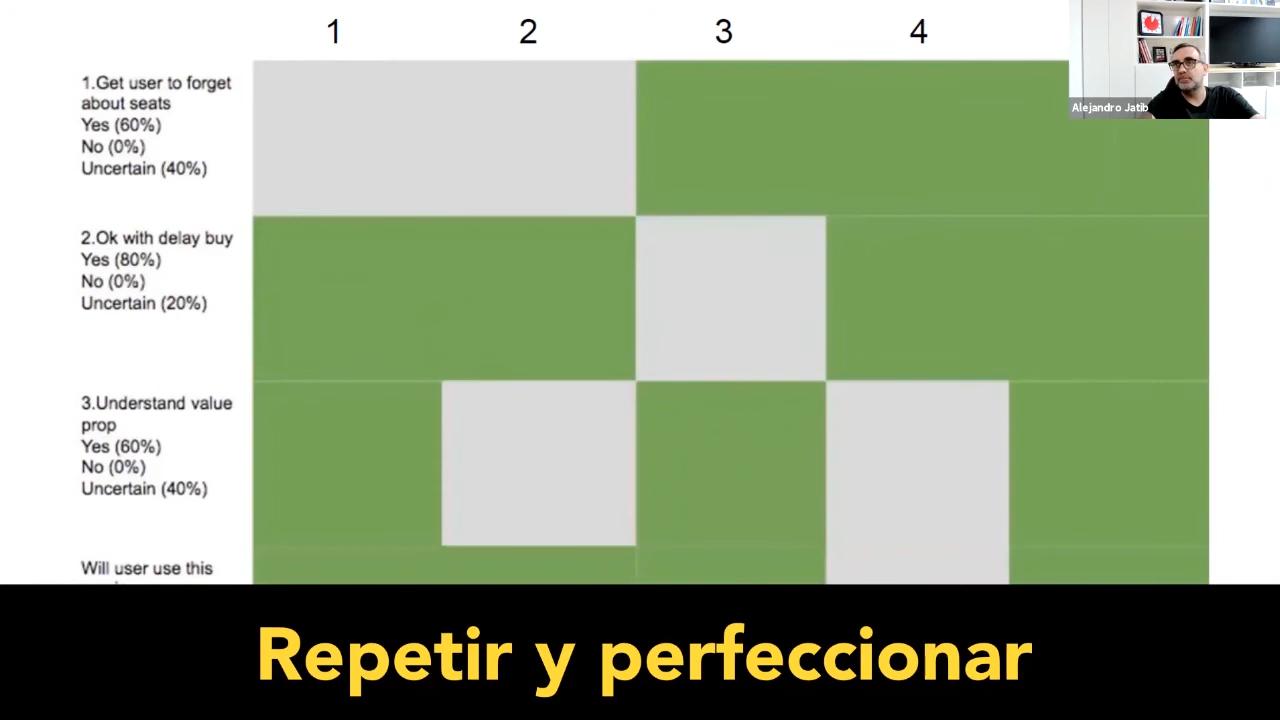 1 2 3 4
1.Get user to forget
about seats
Yes (60%)
No (0%)
Uncertain (40%)
Alejandro Jatib
2.Ok with delay buy
Yes (80%)
No (0%)
Uncertain (20%)
3.Understand value
prop
Yes (60%)
No (0%)
Uncertain (40%)
Will user use this
Repetir y perfeccionar